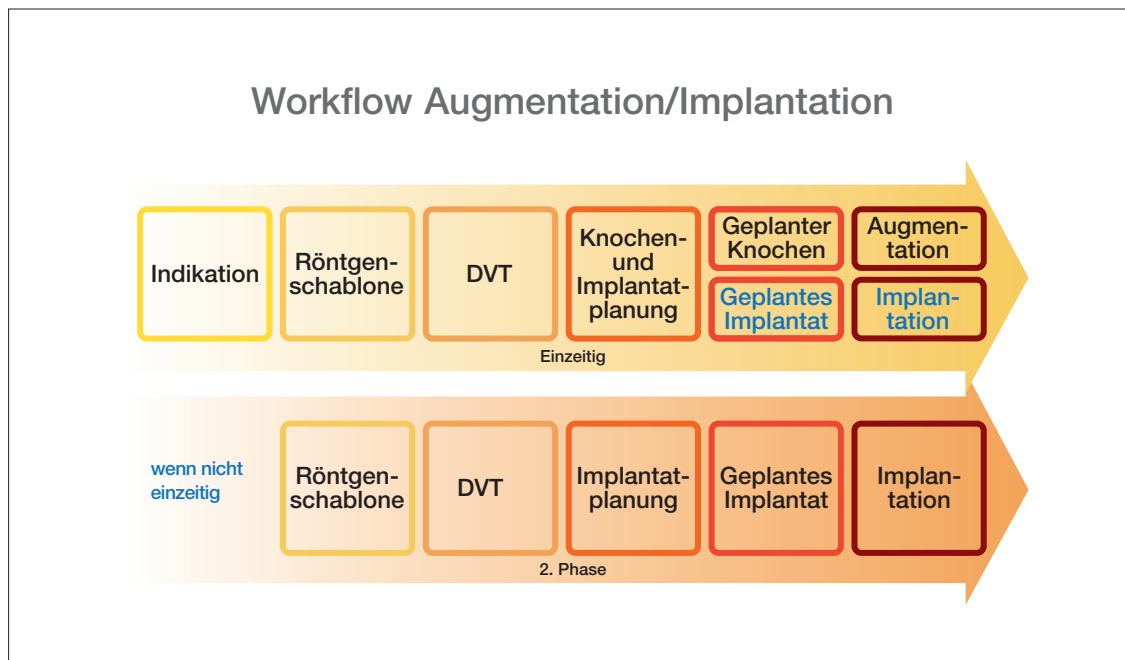 Workflow Augmentation/Implantation
Indikation
Röntgen-
schablone
DVT
Knochen-
und
Implantat-
planung
Geplanter
Knochen
Geplantes
Implantat
Augmen-
tation
Implan-
tation
Einzeitig
wenn nicht
einzeitig
Röntgen-
schablone
DVT
Implantat-
planung
Geplantes
Implantat
Implan-
tation
2. Phase